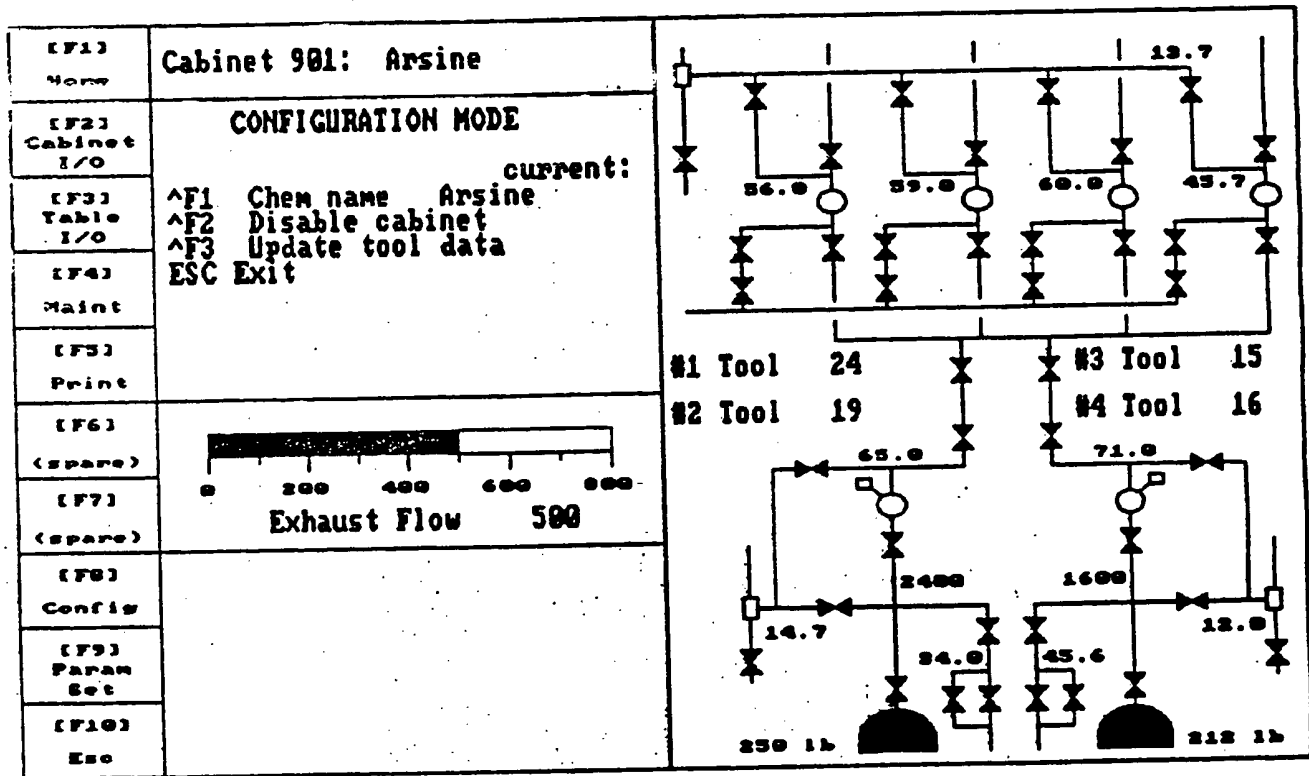 [F1]
Home
[F2]
Cabinet
I/O
[F3]
Table
I/O
[F4]
Maint
[F5]
Print
[F6]
(spare)
[F7]
(spare)
[F8]
Config
[F9]
Param
Set
[F10]
Esc
Cabinet 901: Arsine
CONFIGURATION MODE
current:
^F1 Chem name Arsine
^F2 Disable cabinet
^F3 Update tool data
ESC Exit
0 200 400 600 800
Exhaust Flow 500
13.7
56.0 59.0 60.0 45.7
#1 Tool 24 #3 Tool 15
#2 Tool 19 #4 Tool 16
65.0 71.0
2400 1600
14.7 12.0
34.0 45.6
250 lb 212 lb